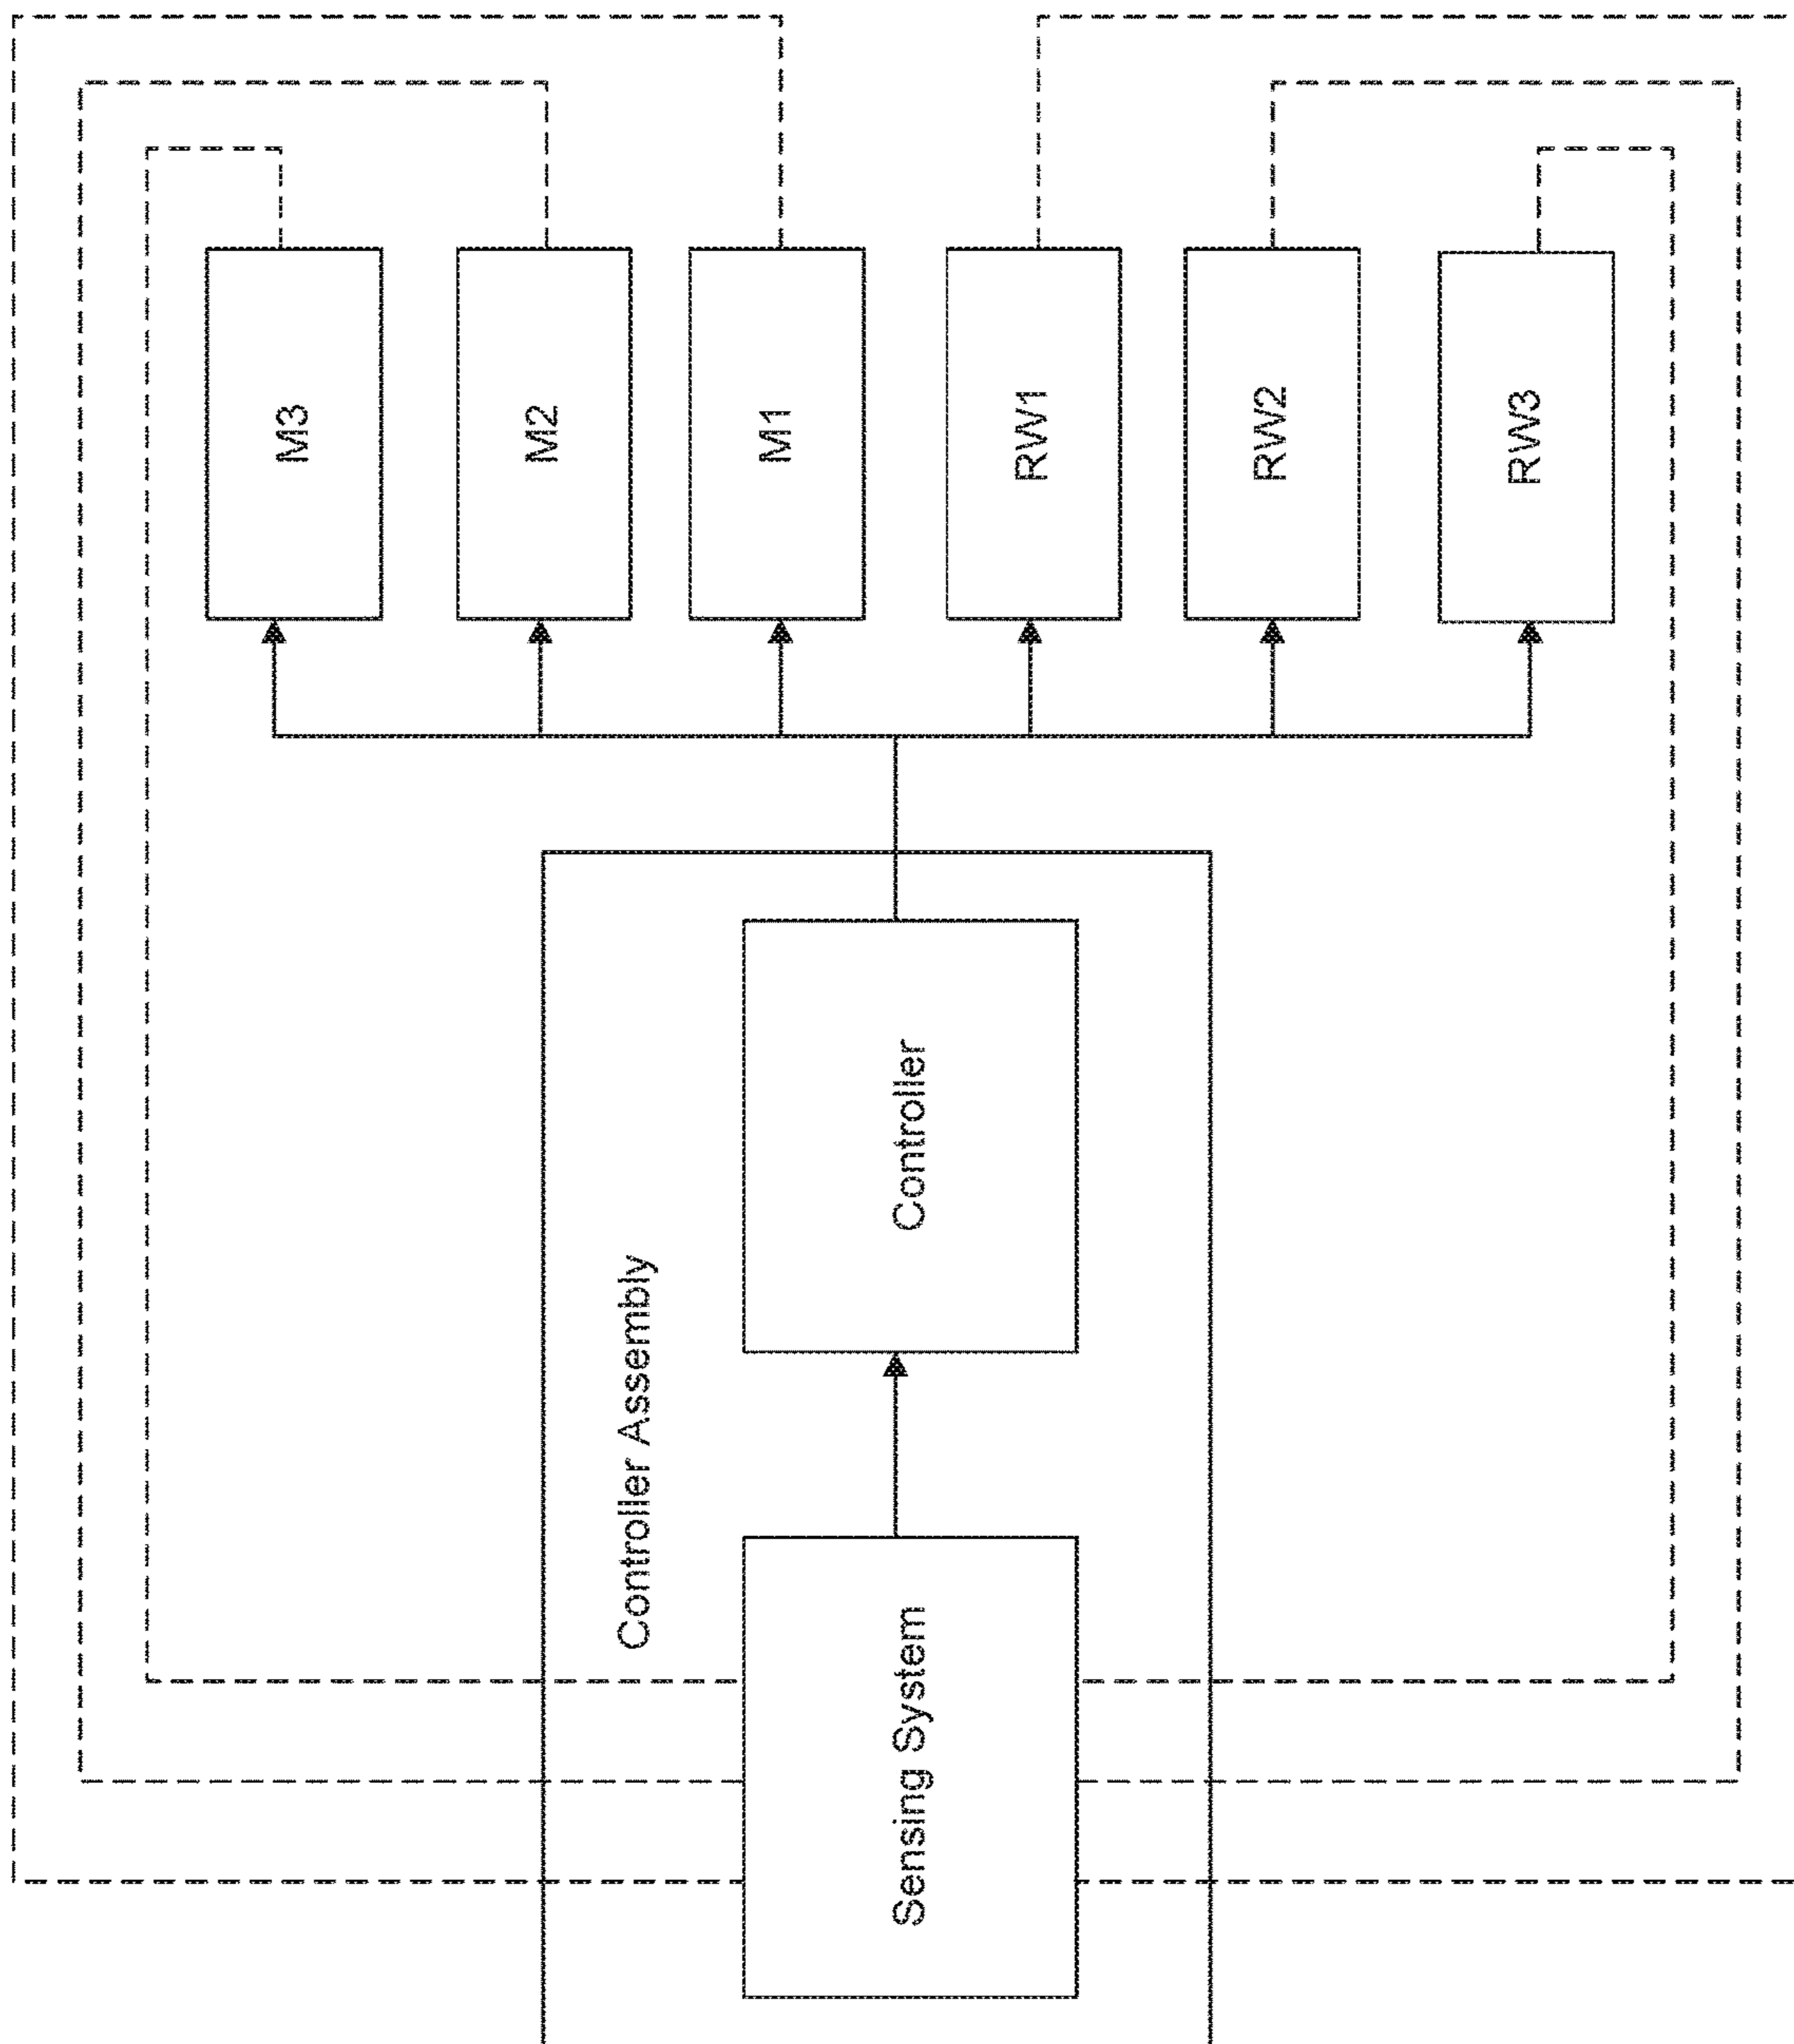 M3
M2
M1
RW1
RW2
RW3
Controller
Controller Assembly
Sensing System